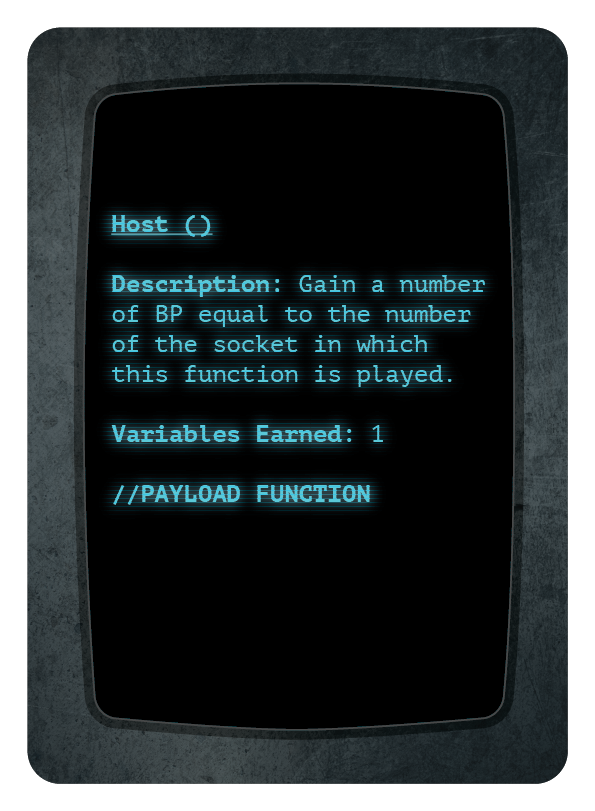 Host ()
Description: Gain a number
of BP equal to the number
of the socket in which
this function is played.
Variables Earned: 1
//PAYLOAD FUNCTION